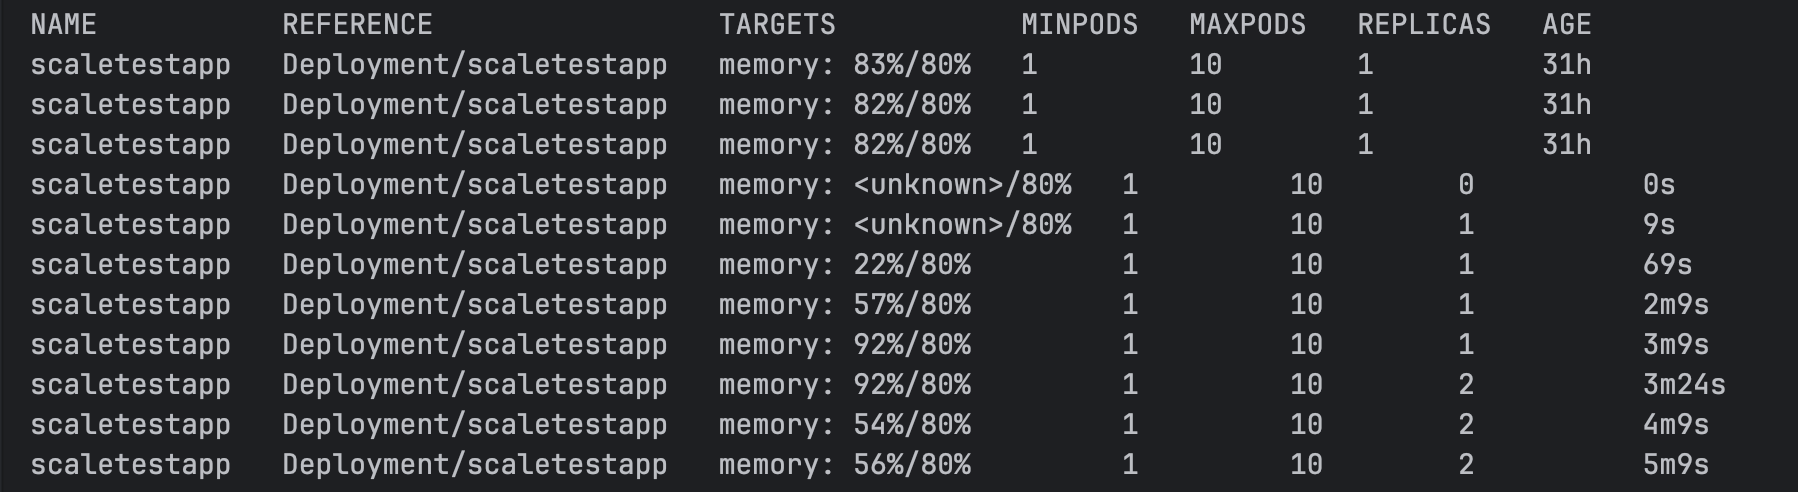 NAME REFERENCE TARGETS MINPODS MAXPODS REPLICAS AGE
scaletestapp Deployment/scaletestapp memory: 83%/80% 1 10 1 31h
scaletestapp Deployment/scaletestapp memory: 82%/80% 1 10 1 31h
scaletestapp Deployment/scaletestapp memory: 82%/80% 1 10 1 31h
scaletestapp Deployment/scaletestapp memory: <unknown>/80% 1 10 0 0s
scaletestapp Deployment/scaletestapp memory: <unknown>/80% 1 10 1 9s
scaletestapp Deployment/scaletestapp memory: 22%/80% 1 10 1 69s
scaletestapp Deployment/scaletestapp memory: 57%/80% 1 10 1 2m9s
scaletestapp Deployment/scaletestapp memory: 92%/80% 1 10 1 3m9s
scaletestapp Deployment/scaletestapp memory: 92%/80% 1 10 2 3m24s
scaletestapp Deployment/scaletestapp memory: 54%/80% 1 10 2 4m9s
scaletestapp Deployment/scaletestapp memory: 56%/80% 1 10 2 5m9s